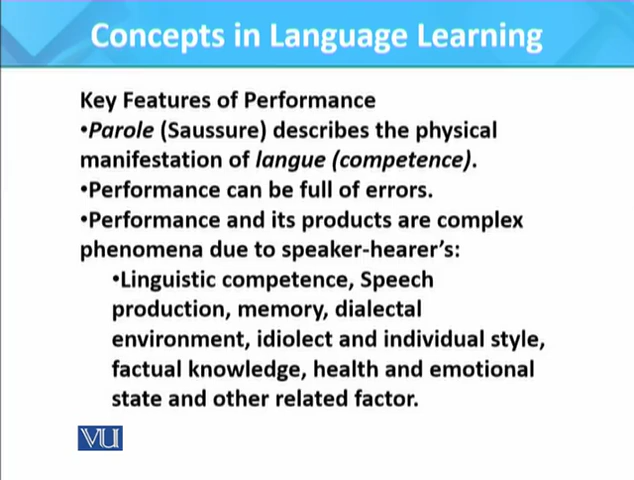 Concepts in Language Learning
Key Features of Performance
•Parole (Saussure) describes the physical
manifestation of langue (competence).
•Performance can be full of errors.
•Performance and its products are complex
phenomena due to speaker-hearer's:
•Linguistic competence, Speech
production, memory, dialectal
environment, idiolect and individual style,
factual knowledge, health and emotional
state and other related factor.
VU